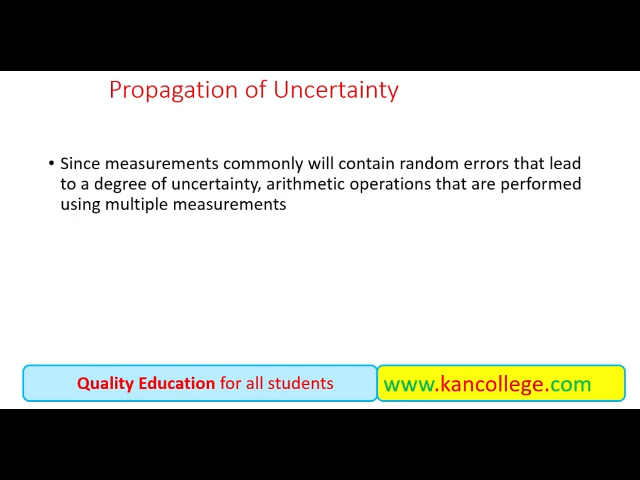 Propagation of Uncertainty
• Since measurements commonly will contain random errors that lead
to a degree of uncertainty, arithmetic operations that are performed
using multiple measurements
Quality Education for all students
www.kancollege.com